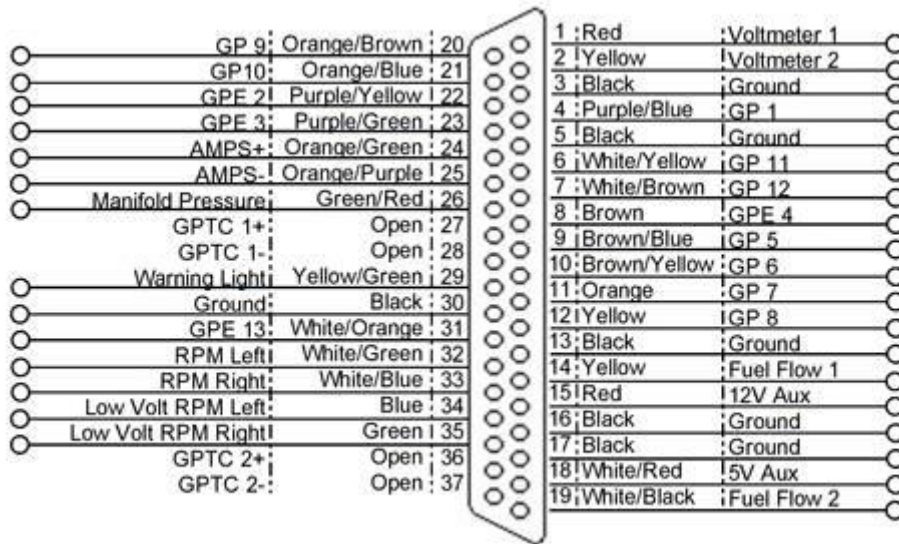 GP 9 Orange/Brown 20
GP10 Orange/Blue 21
GPE 2 Purple/Yellow 22
GPE 3 Purple/Green 23
AMPS+ Orange/Green 24
AMPS- Orange/Purple 25
Manifold Pressure Green/Red 26
GPTC 1+ Open 27
GPTC 1- Open 28
Warning Light Yellow/Green 29
Ground Black 30
GPE 13 White/Orange 31
RPM Left White/Green 32
RPM Right White/Blue 33
Low Volt RPM Left Blue 34
Low Volt RPM Right Green 35
GPTC 2+ Open 36
GPTC 2- Open 37
1 Red Voltmeter 1
2 Yellow Voltmeter 2
3 Black Ground
4 Purple/Blue GP 1
5 Black Ground
6 White/Yellow GP 11
7 White/Brown GP 12
8 Brown GPE 4
9 Brown/Blue GP 5
10 Brown/Yellow GP 6
11 Orange GP 7
12 Yellow GP 8
13 Black Ground
14 Yellow Fuel Flow 1
15 Red 12V Aux
16 Black Ground
17 Black Ground
18 White/Red 5V Aux
19 White/Black Fuel Flow 2